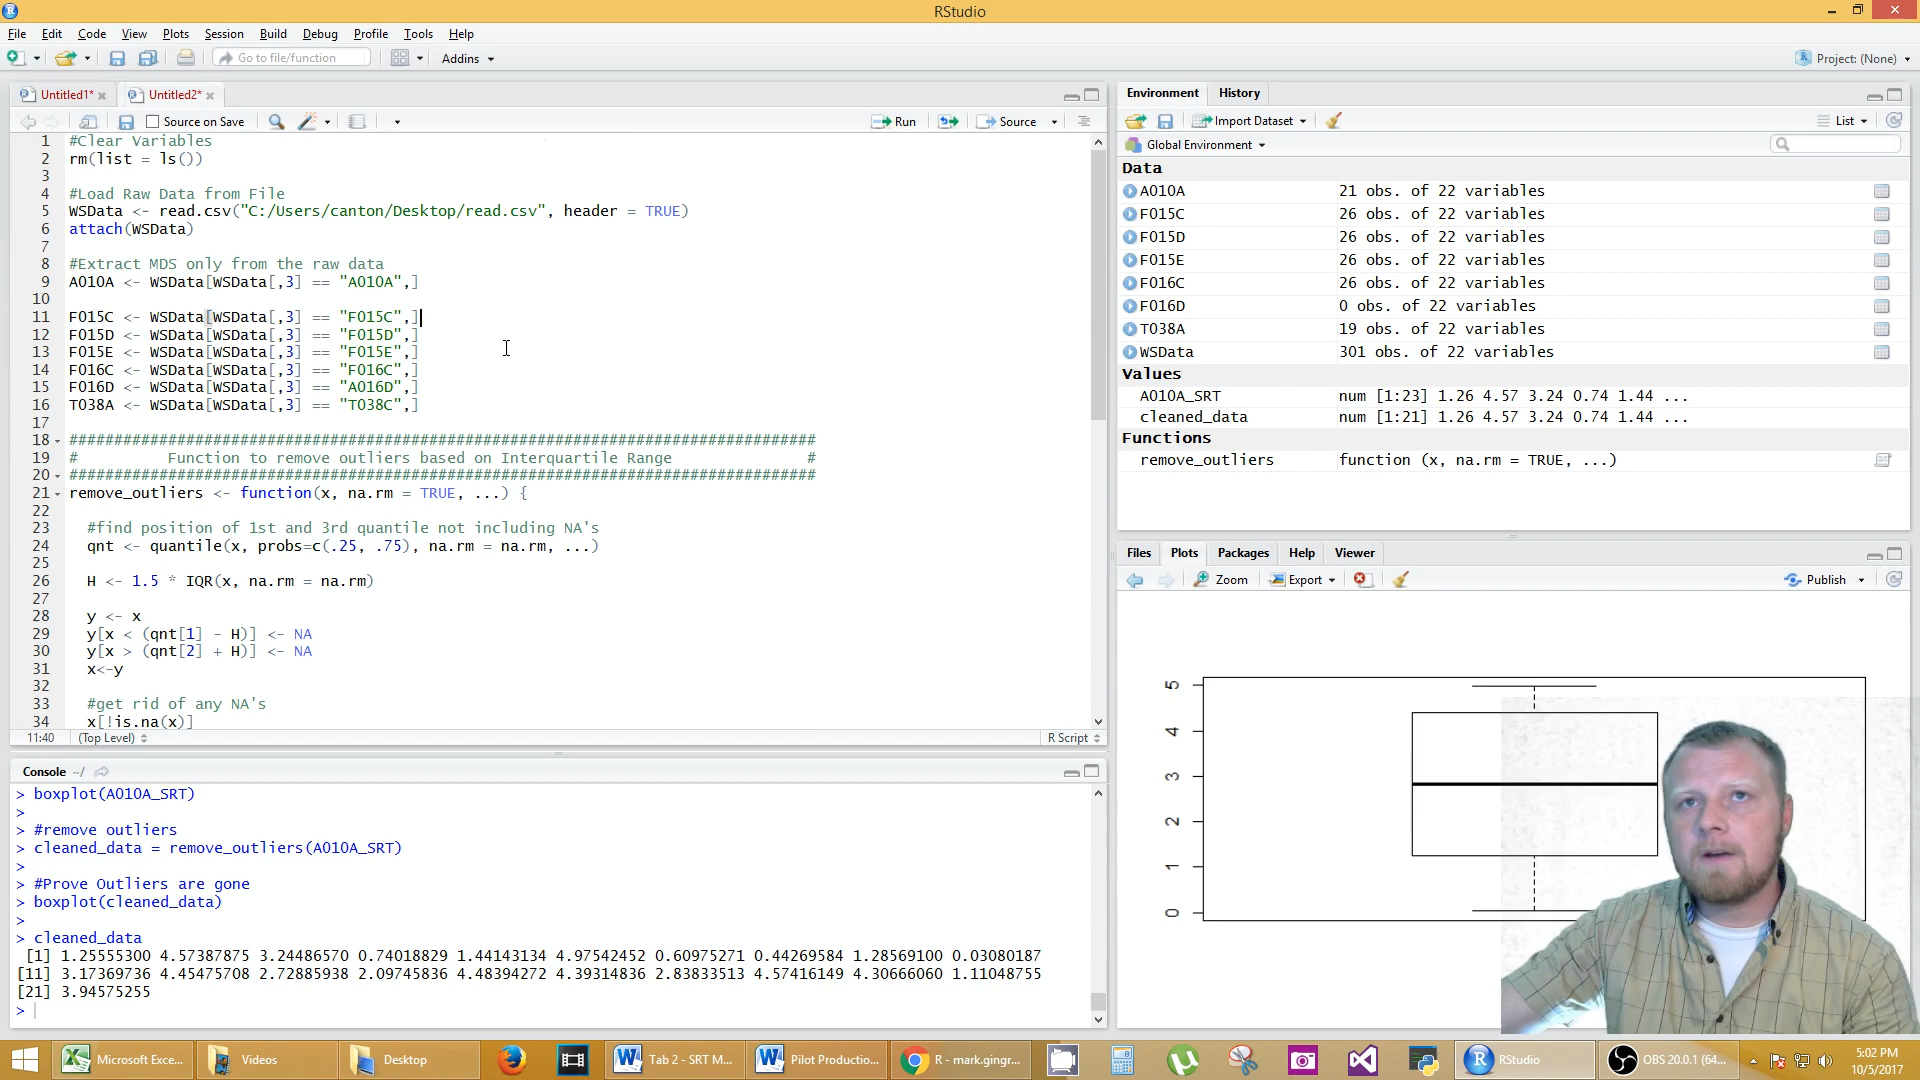 RStudio
File Edit Code View Plots Session Build Debug Profile Tools Help
Go to file/function Addins Project: (None)
Untitled1* Untitled2*
Source on Save Run Source
1 #Clear Variables
2 rm(list = ls())
3
4 #Load Raw Data from File
5 WSData <- read.csv("C:/Users/canton/Desktop/read.csv", header = TRUE)
6 attach(WSData)
7
8 #Extract MDS only from the raw data
9 A010A <- WSData[WSData[,3] == "A010A",]
10
11 F015C <- WSData[WSData[,3] == "F015C",]
12 F015D <- WSData[WSData[,3] == "F015D",]
13 F015E <- WSData[WSData[,3] == "F015E",]
14 F016C <- WSData[WSData[,3] == "F016C",]
15 F016D <- WSData[WSData[,3] == "A016D",]
16 T038A <- WSData[WSData[,3] == "T038C",]
17
18 ###################################################################################
19 # Function to remove outliers based on Interquartile Range #
20 ###################################################################################
21 remove_outliers <- function(x, na.rm = TRUE, ...) {
22
23 #find position of 1st and 3rd quantile not including NA's
24 qnt <- quantile(x, probs=c(.25, .75), na.rm = na.rm, ...)
25
26 H <- 1.5 * IQR(x, na.rm = na.rm)
27
28 y <- x
29 y[x < (qnt[1] - H)] <- NA
30 y[x > (qnt[2] + H)] <- NA
31 x<-y
32
33 #get rid of any NA's
34 x[!is.na(x)]
11:40 (Top Level) R Script
Console ~/
> boxplot(A010A_SRT)
>
> #remove outliers
> cleaned_data = remove_outliers(A010A_SRT)
>
> #Prove Outliers are gone
> boxplot(cleaned_data)
>
> cleaned_data
[1] 1.25555300 4.57387875 3.24486570 0.74018829 1.44143134 4.97542452 0.60975271 0.44269584 1.28569100 0.03080187
[11] 3.17369736 4.45475708 2.72885938 2.09745836 4.48394272 4.39314836 2.83833513 4.57416149 4.30666060 1.11048755
[21] 3.94575255
>
Environment History
Import Dataset List
Global Environment
Data
A010A 21 obs. of 22 variables
F015C 26 obs. of 22 variables
F015D 26 obs. of 22 variables
F015E 26 obs. of 22 variables
F016C 26 obs. of 22 variables
F016D 0 obs. of 22 variables
T038A 19 obs. of 22 variables
WSData 301 obs. of 22 variables
Values
A010A_SRT num [1:23] 1.26 4.57 3.24 0.74 1.44 ...
cleaned_data num [1:21] 1.26 4.57 3.24 0.74 1.44 ...
Functions
remove_outliers function (x, na.rm = TRUE, ...)
Files Plots Packages Help Viewer
Zoom Export Publish
5
4
3
2
1
0
Microsoft Exce... Videos Desktop Tab 2 - SRT M... Pilot Productio... R - mark.gingr... RStudio OBS 20.0.1 (64... 5:02 PM
10/5/2017